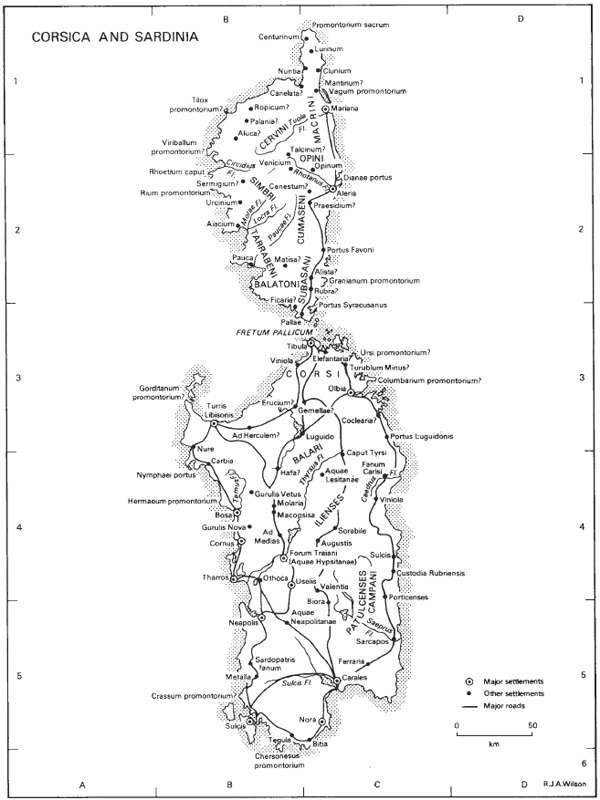 B
D
CORSICA AND SARDINIA
Promontorium sacrum
Centurinum
Lurinum
Nuntia
Clunium
1
1
Mantinum?
Canelata?
Vagum promontorium
Tilox
promontorium?
Ropicum?
Mariana
Palania?
MACRINI
CERVINI
Tuola
Fl.
Aluca?
Viriballum
promontorium?
Talcinum?
OPINI
Circidius
Fl.
Venicium
Opinum
Rhoetrum caput
Rhotanus Fl.
Dianae portus
Sermigium?
SIMBRI
Cenestum?
Aleria
Rium promontorium
Urcinium
Praesidium?
Morae Fl.
Locra Fl.
CUMASENI
2
2
Aiacium
Paucae Fl.
TARRABENI
Portus Favoni
Pauca
Matisa?
SUBASANI
Alista?
Granianum promontorium
BALATONI
Rubra?
Ficaria?
Portus Syracusanus
Pallae
FRETUM PALLICUM
Tibula
Ursi promontorium?
Elefantaria?
Viniola
Turublum Minus?
3
3
CORSI
Columbarium promontorium?
Gorditanum
promontorium?
Olbia
Erucium?
Gemellae?
Turris
Libisonis
Coclearia?
Ad Herculem?
Luguido
Portus Luguidonis
BALARI
Nure
Caput Tyrsi
Carbia
Thyrsus Fl.
Fanum
Carisi
Hafa?
Aquae
Lesitanae
Fl.
Nymphaei portus
Temus?
Fl.
Caedrus
Gurulis Vetus
ILIENSES
Viniola
Hermaeum promontorium
Molaria
Macopsisa
Bosa
4
4
Gurulis Nova
Sorabile
Ad
Medias
Cornus
Augustis
Forum Traiani
(Aquae Hypsitanae)
Sulcis
Custodia Rubriensis
Tharros
Othoca
Uselis
Valentia
PATULCENSES
CAMPANI
Biora
Porticenses
Aquae
Neapolitanae
Neapolis
Saeprus
Fl.
Sarcapos
Sardopatris
fanum
Ferraria
5
5
Metalla
Sulcis Fl.
Carales
Major settlements
Crassum promontorium
Other settlements
Sulcis
Nora
Major roads
0
50
km
Tegula
Bitia
Chersonesus
promontorium
6
A
B
C
D
R.J.A.Wilson